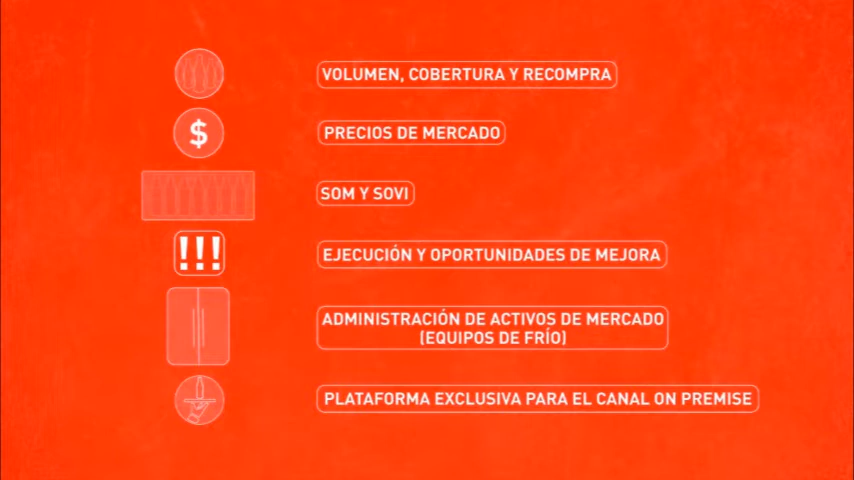 VOLUMEN, COBERTURA Y RECOMPRA
$
PRECIOS DE MERCADO
SOM Y SOVI
!!!
EJECUCIÓN Y OPORTUNIDADES DE MEJORA
ADMINISTRACIÓN DE ACTIVOS DE MERCADO
(EQUIPOS DE FRÍO)
PLATAFORMA EXCLUSIVA PARA EL CANAL ON PREMISE